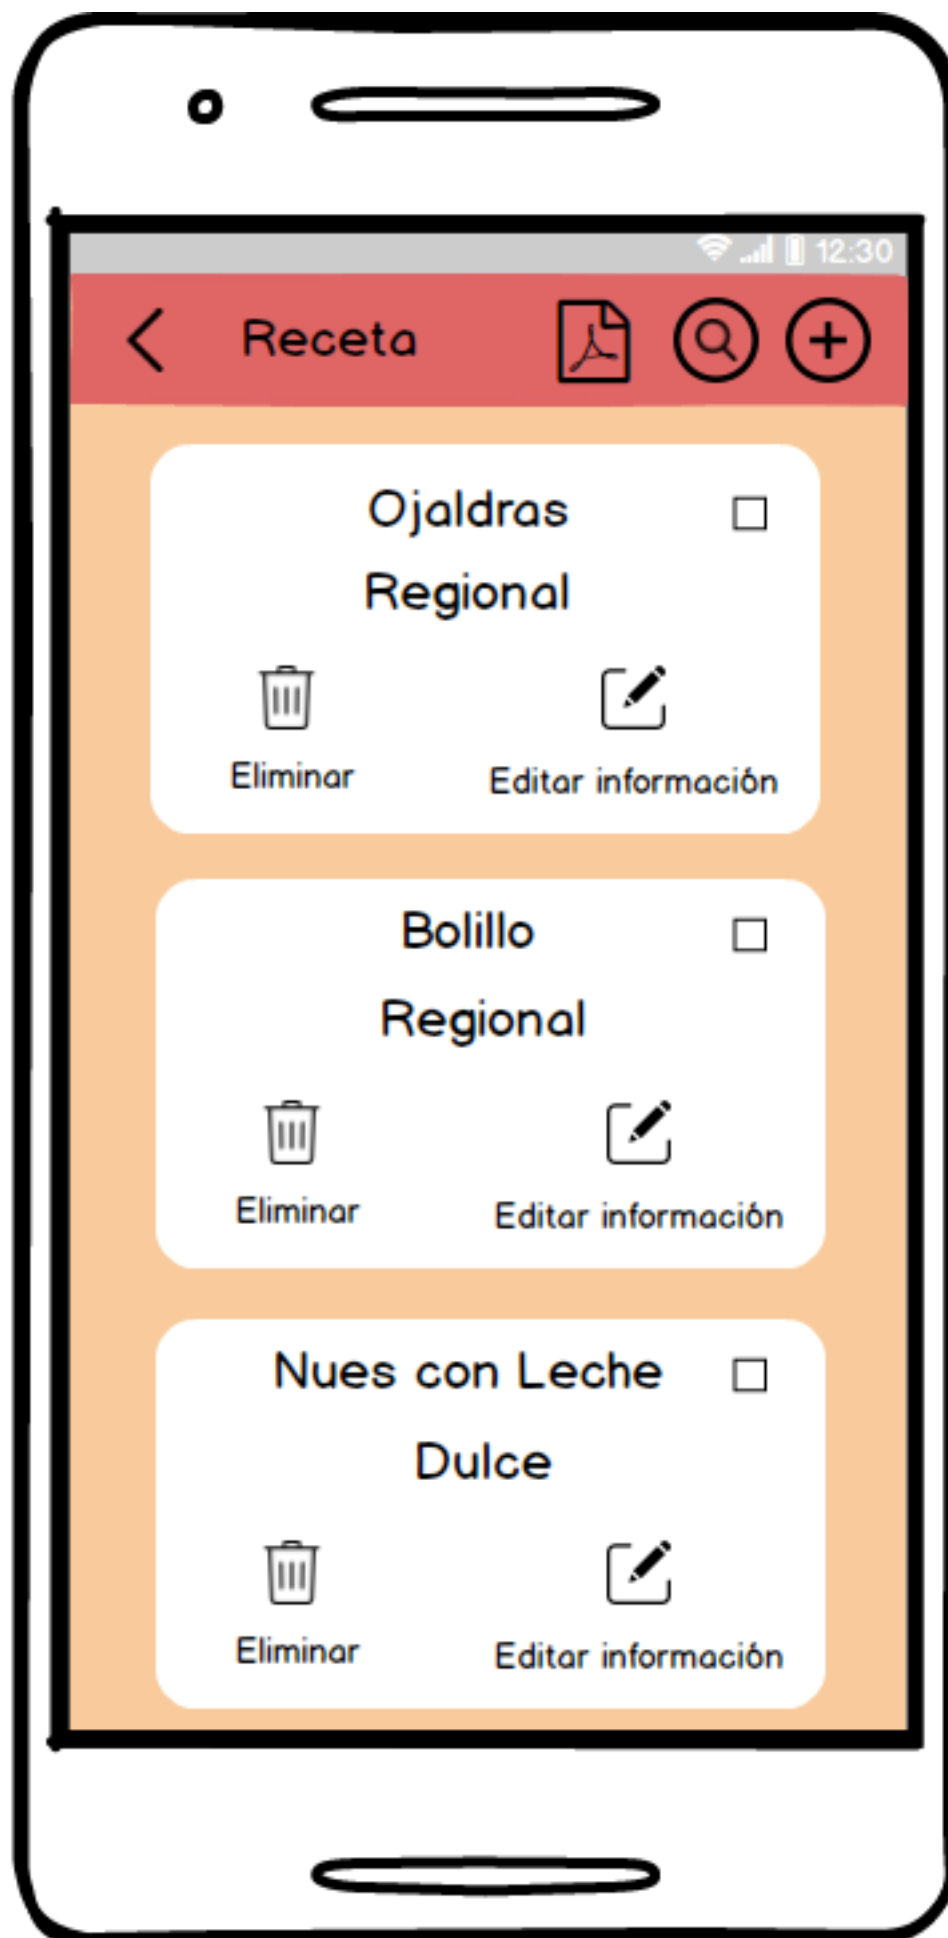 12:30
Receta
Ojaldras
Regional
Eliminar
Editar información
Bolillo
Regional
Eliminar
Editar información
Nues con Leche
Dulce
Eliminar
Editar información